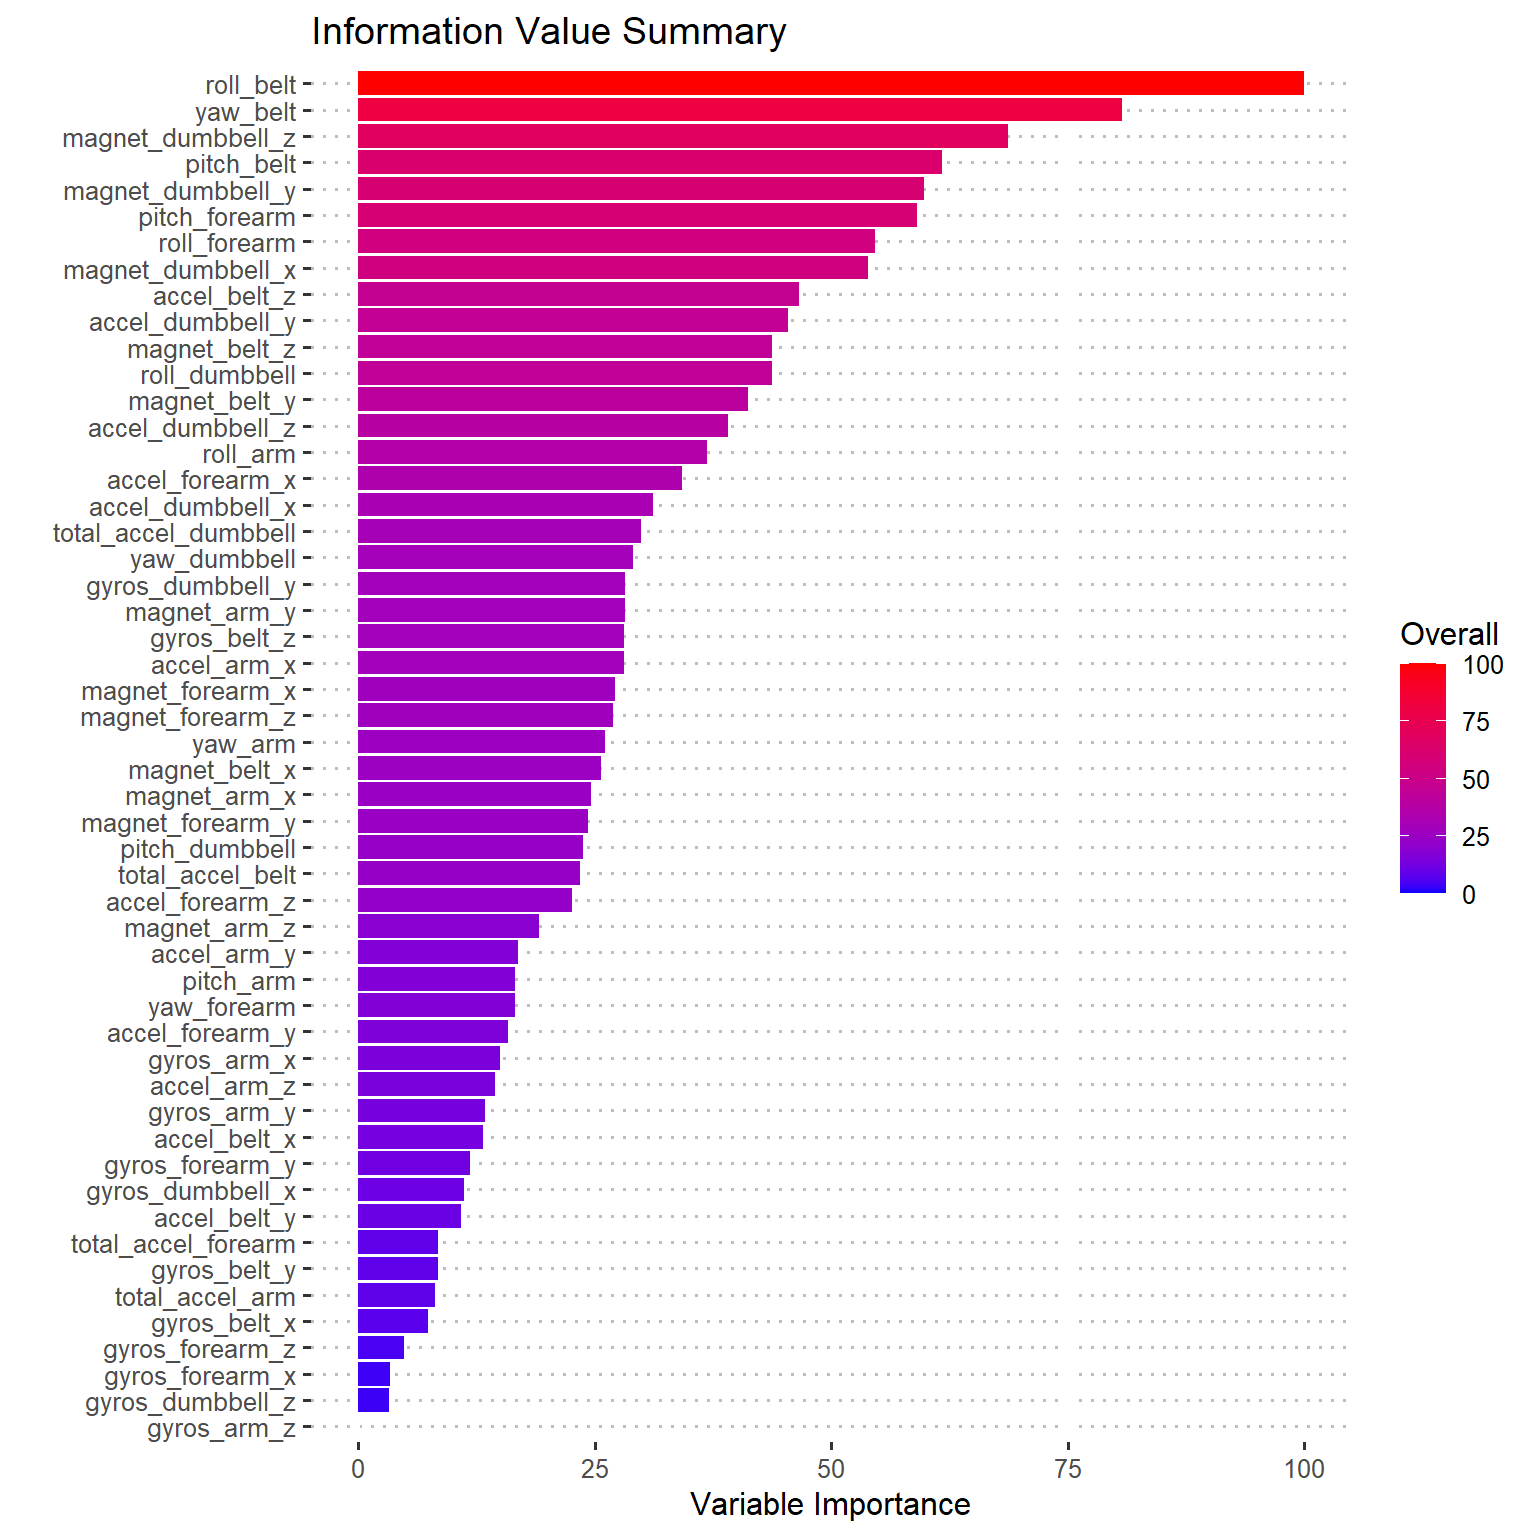 Information Value Summary
roll_belt
yaw_belt
magnet_dumbbell_z
pitch_belt
magnet_dumbbell_y
pitch_forearm
roll_forearm
magnet_dumbbell_x
accel_belt_z
accel_dumbbell_y
magnet_belt_z
roll_dumbbell
magnet_belt_y
accel_dumbbell_z
roll_arm
accel_forearm_x
accel_dumbbell_x
total_accel_dumbbell
yaw_dumbbell
gyros_dumbbell_y
magnet_arm_y
gyros_belt_z
accel_arm_x
magnet_forearm_x
magnet_forearm_z
yaw_arm
magnet_belt_x
magnet_arm_x
magnet_forearm_y
pitch_dumbbell
total_accel_belt
accel_forearm_z
magnet_arm_z
accel_arm_y
pitch_arm
yaw_forearm
accel_forearm_y
gyros_arm_x
accel_arm_z
gyros_arm_y
accel_belt_x
gyros_forearm_y
gyros_dumbbell_x
accel_belt_y
total_accel_forearm
gyros_belt_y
total_accel_arm
gyros_belt_x
gyros_forearm_z
gyros_forearm_x
gyros_dumbbell_z
gyros_arm_z
0 25 50 75 100
Variable Importance
Overall
100
75
50
25
0